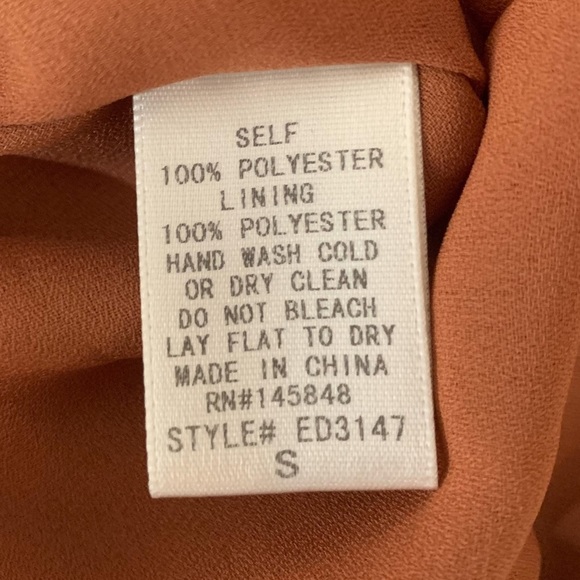 SELF
100% POLYESTER
LINING
100% POLYESTER
HAND WASH COLD
OR DRY CLEAN
DO NOT BLEACH
LAY FLAT TO DRY
MADE IN CHINA
RN#145848
STYLE# ED3147
S